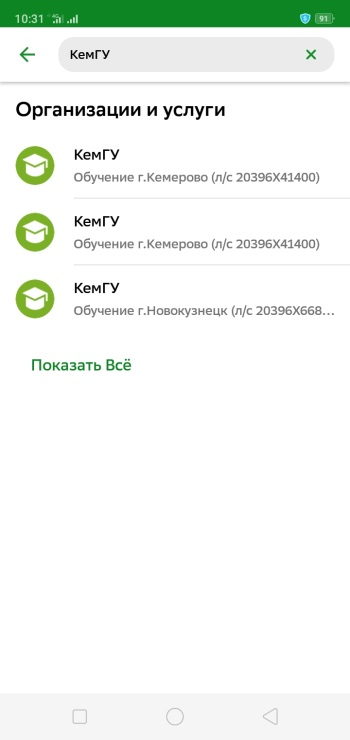 10:31
91
КемГУ
Организации и услуги
КемГУ
Обучение г.Кемерово (л/с 20396Х41400)
КемГУ
Обучение г.Кемерово (л/с 20396Х41400)
КемГУ
Обучение г.Новокузнецк (л/с 20396Х668...
Показать Всё